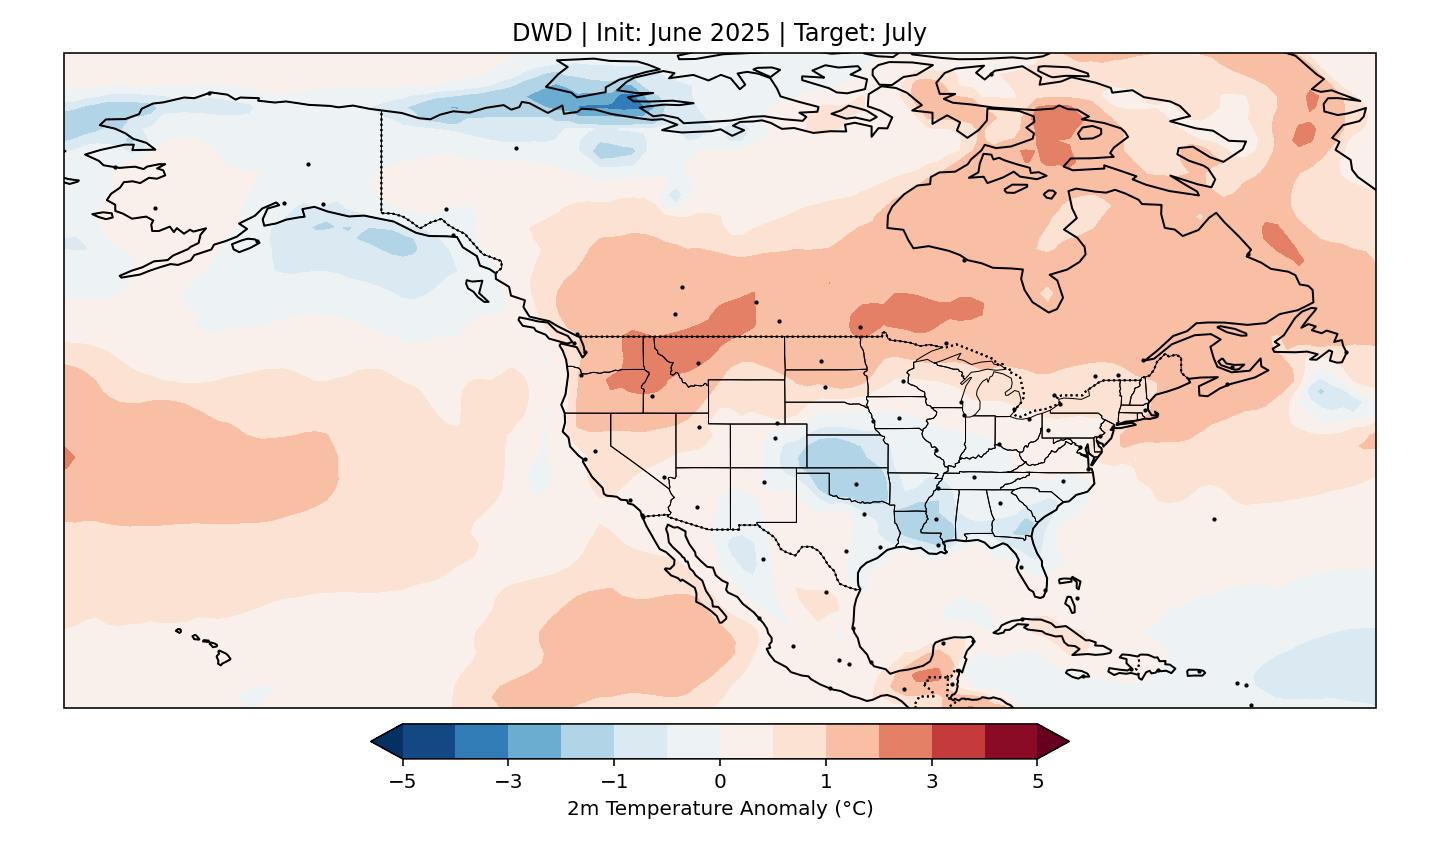 DWD | Init: June 2025 | Target: July
−5 −3 −1 0 1 3 5
2m Temperature Anomaly (°C)